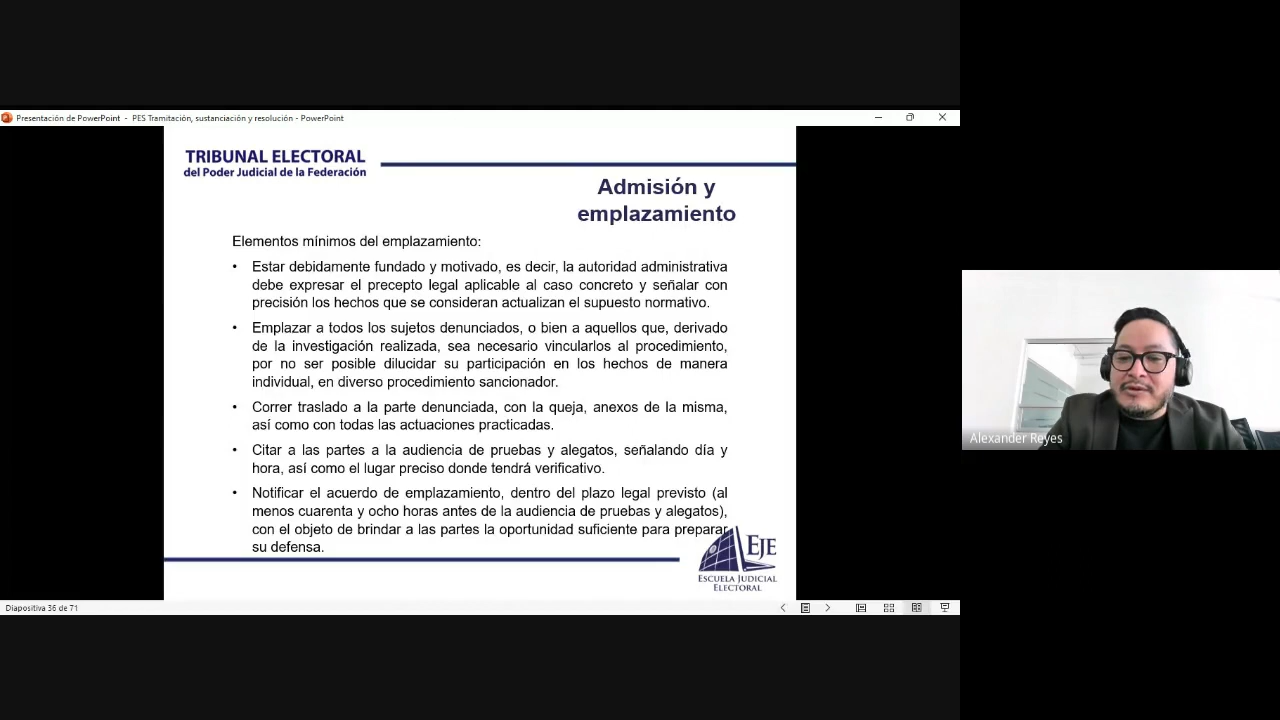 Presentación de PowerPoint - PES Tramitación, sustanciación y resolución - PowerPoint
TRIBUNAL ELECTORAL
del Poder Judicial de la Federación
Admisión y
emplazamiento
Elementos mínimos del emplazamiento:
• Estar debidamente fundado y motivado, es decir, la autoridad administrativa
debe expresar el precepto legal aplicable al caso concreto y señalar con
precisión los hechos que se consideran actualizan el supuesto normativo.
• Emplazar a todos los sujetos denunciados, o bien a aquellos que, derivado
de la investigación realizada, sea necesario vincularlos al procedimiento,
por no ser posible dilucidar su participación en los hechos de manera
individual, en diverso procedimiento sancionador.
• Correr traslado a la parte denunciada, con la queja, anexos de la misma,
así como con todas las actuaciones practicadas.
• Citar a las partes a la audiencia de pruebas y alegatos, señalando día y
hora, así como el lugar preciso donde tendrá verificativo.
• Notificar el acuerdo de emplazamiento, dentro del plazo legal previsto (al
menos cuarenta y ocho horas antes de la audiencia de pruebas y alegatos),
con el objeto de brindar a las partes la oportunidad suficiente para preparar
su defensa.
EJE
ESCUELA JUDICIAL
ELECTORAL
Diapositiva 36 de 71
Alexander Reyes